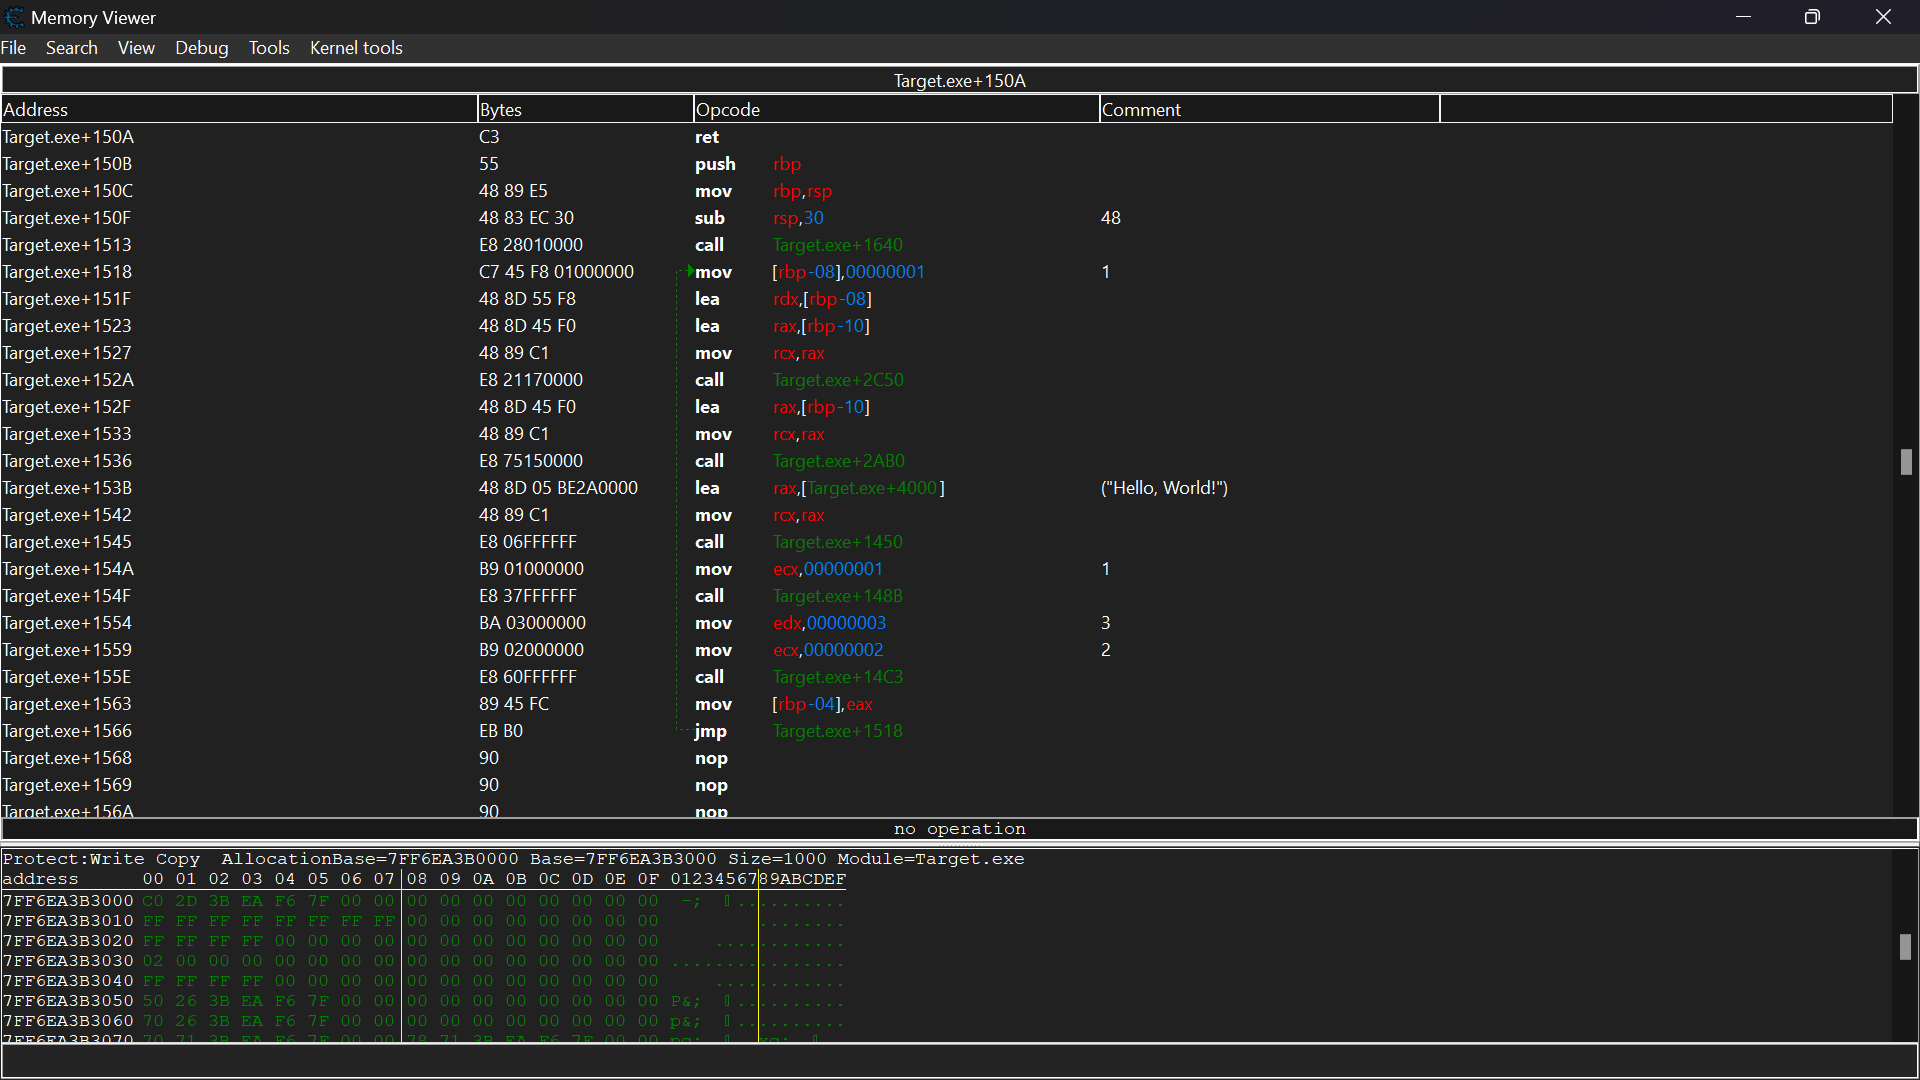 Memory Viewer
File Search View Debug Tools Kernel tools
Target.exe+150A
Address Bytes Opcode Comment
Target.exe+150A C3 ret
Target.exe+150B 55 push rbp
Target.exe+150C 48 89 E5 mov rbp,rsp
Target.exe+150F 48 83 EC 30 sub rsp,30 48
Target.exe+1513 E8 28010000 call Target.exe+1640
Target.exe+1518 C7 45 F8 01000000 mov [rbp-08],00000001 1
Target.exe+151F 48 8D 55 F8 lea rdx,[rbp-08]
Target.exe+1523 48 8D 45 F0 lea rax,[rbp-10]
Target.exe+1527 48 89 C1 mov rcx,rax
Target.exe+152A E8 21170000 call Target.exe+2C50
Target.exe+152F 48 8D 45 F0 lea rax,[rbp-10]
Target.exe+1533 48 89 C1 mov rcx,rax
Target.exe+1536 E8 75150000 call Target.exe+2AB0
Target.exe+153B 48 8D 05 BE2A0000 lea rax,[Target.exe+4000] ("Hello, World!")
Target.exe+1542 48 89 C1 mov rcx,rax
Target.exe+1545 E8 06FFFFFF call Target.exe+1450
Target.exe+154A B9 01000000 mov ecx,00000001 1
Target.exe+154F E8 37FFFFFF call Target.exe+148B
Target.exe+1554 BA 03000000 mov edx,00000003 3
Target.exe+1559 B9 02000000 mov ecx,00000002 2
Target.exe+155E E8 60FFFFFF call Target.exe+14C3
Target.exe+1563 89 45 FC mov [rbp-04],eax
Target.exe+1566 EB B0 jmp Target.exe+1518
Target.exe+1568 90 nop
Target.exe+1569 90 nop
Target.exe+156A 90 nop
no operation
Protect:Write Copy AllocationBase=7FF6EA3B0000 Base=7FF6EA3B3000 Size=1000 Module=Target.exe
address 00 01 02 03 04 05 06 07 08 09 0A 0B 0C 0D 0E 0F 0123456789ABCDEF
7FF6EA3B3000 C0 2D 3B EA F6 7F 00 00 00 00 00 00 00 00 00 00 -; ..........
7FF6EA3B3010 FF FF FF FF FF FF FF FF 00 00 00 00 00 00 00 00 ........
7FF6EA3B3020 FF FF FF FF 00 00 00 00 00 00 00 00 00 00 00 00 ............
7FF6EA3B3030 02 00 00 00 00 00 00 00 00 00 00 00 00 00 00 00 ................
7FF6EA3B3040 FF FF FF FF 00 00 00 00 00 00 00 00 00 00 00 00 ............
7FF6EA3B3050 50 26 3B EA F6 7F 00 00 00 00 00 00 00 00 00 00 P&; ..........
7FF6EA3B3060 70 26 3B EA F6 7F 00 00 00 00 00 00 00 00 00 00 p&; ..........
7FF6EA3B3070 70 71 3B EA F6 7F 00 00 78 71 3B EA F6 7F 00 00 pq; xq;